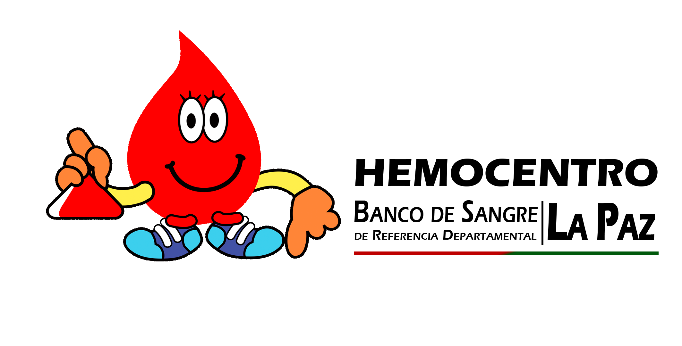 HEMOCENTRO
BANCO DE SANGRE
DE REFERENCIA DEPARTAMENTAL
LA PAZ